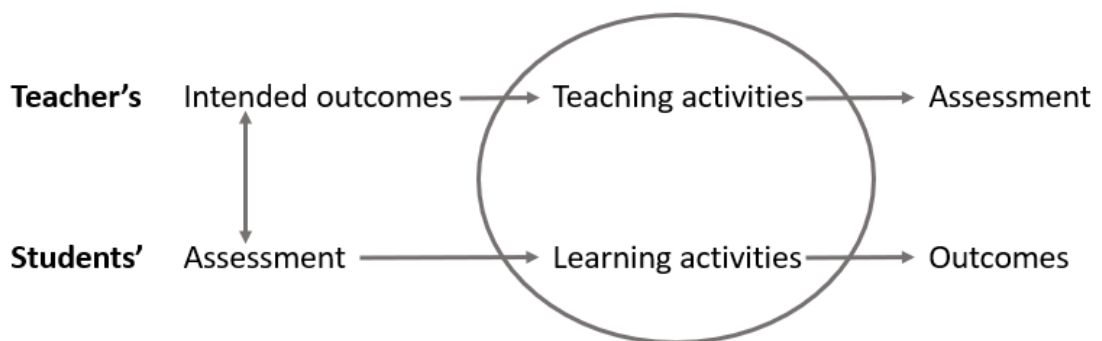 Teacher's Intended outcomes Teaching activities Assessment
Students' Assessment Learning activities Outcomes